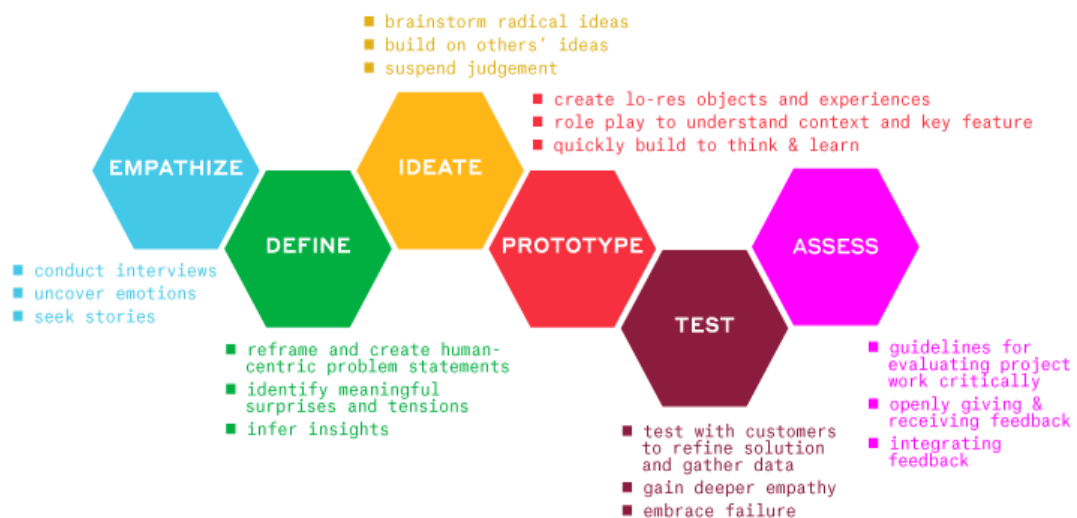 EMPATHIZE
■ conduct interviews
■ uncover emotions
■ seek stories
DEFINE
■ reframe and create human-
centric problem statements
■ identify meaningful
surprises and tensions
■ infer insights
■ brainstorm radical ideas
■ build on others' ideas
■ suspend judgement
IDEATE
■ create lo-res objects and experiences
■ role play to understand context and key feature
■ quickly build to think & learn
PROTOTYPE
TEST
■ test with customers
to refine solution
and gather data
■ gain deeper empathy
■ embrace failure
ASSESS
■ guidelines for
evaluating project
work critically
■ openly giving &
receiving feedback
■ integrating
feedback